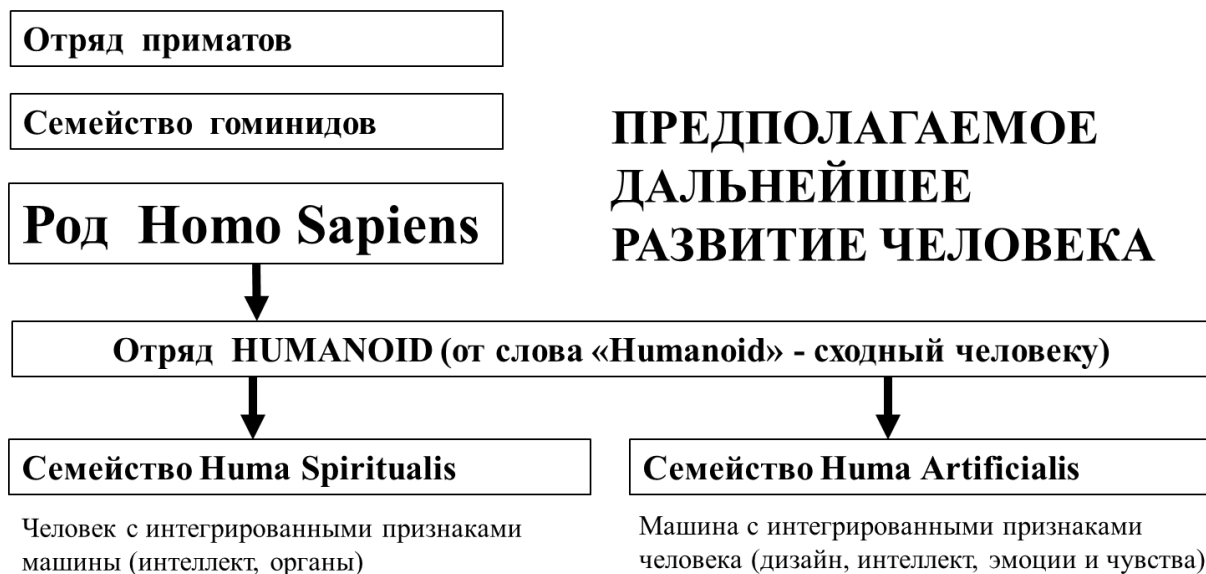 Отряд приматов
Семейство гоминидов
Род Homo Sapiens
ПРЕДПОЛАГАЕМОЕ
ДАЛЬНЕЙШЕЕ
РАЗВИТИЕ ЧЕЛОВЕКА
Отряд HUMANOID (от слова «Humanoid» - сходный человеку)
Семейство Huma Spiritualis
Человек с интегрированными признаками
машины (интеллект, органы)
Семейство Huma Artificialis
Машина с интегрированными признаками
человека (дизайн, интеллект, эмоции и чувства)